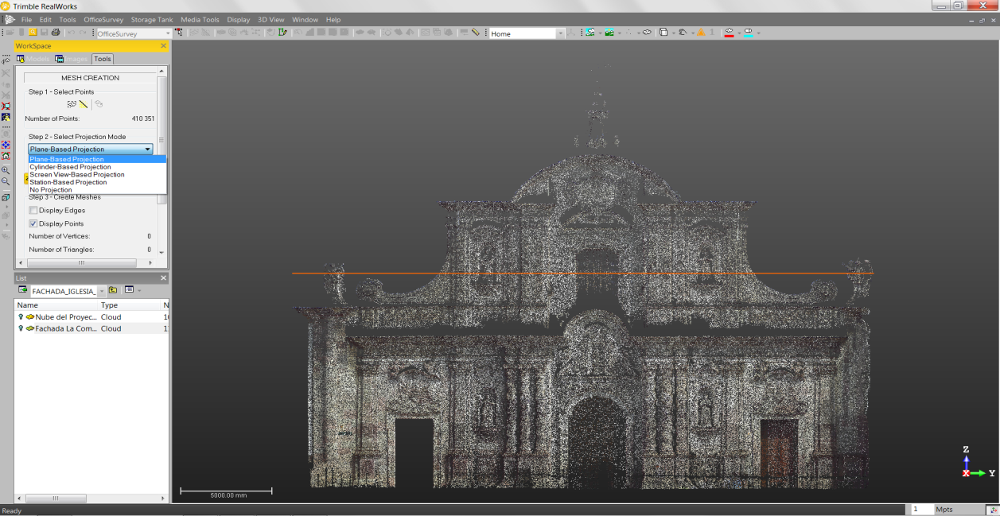 Trimble RealWorks
File Edit Tools OfficeSurvey Storage Tank Media Tools Display 3D View Window Help
OfficeSurvey
Home
1
WorkSpace
Models Images Tools
MESH CREATION
Step 1 - Select Points
Number of Points: 410 351
Step 2 - Select Projection Mode
Plane-Based Projection
Plane-Based Projection
Cylinder-Based Projection
Screen View-Based Projection
Station-Based Projection
No Projection
Step 3 - Create Meshes
Display Edges
Display Points
Number of Vertices: 0
Number of Triangles: 0
List
FACHADA_IGLESIA_
Name Type N
Nube del Proyec... Cloud 1
Fachada La Com... Cloud 1
5000.00 mm
Z
X Y
Ready
1 Mpts